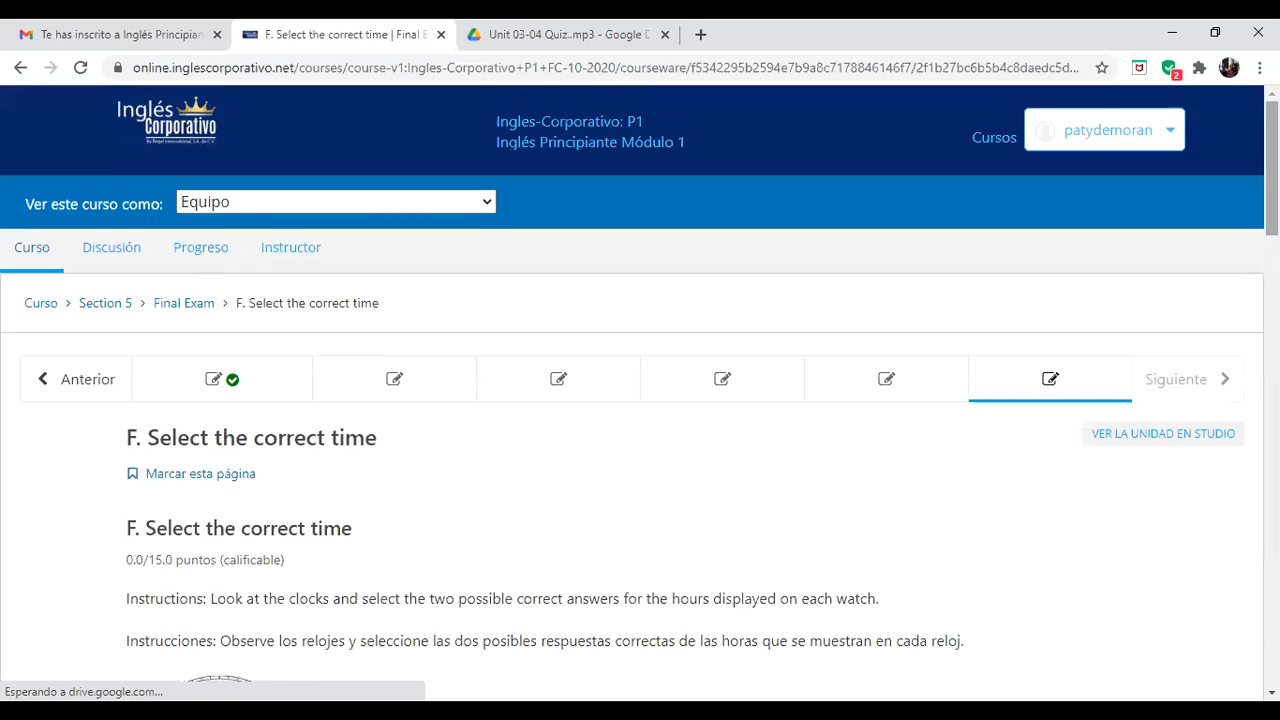 Te has inscrito a Inglés Principian
F. Select the correct time | Final E
Unit 03-04 Quiz..mp3 - Google D
online.inglescorporativo.net/courses/course-v1:Ingles-Corporativo+P1+FC-10-2020/courseware/f5342295b2594e7b9a8c7178846146f7/2f1b27bc6b5b4c8daedc5d...
2
Inglés
Corporativo
Ingles-Corporativo: P1
Inglés Principiante Módulo 1
Cursos
patydemoran
Ver este curso como:
Equipo
Curso
Discusión
Progreso
Instructor
Curso > Section 5 > Final Exam > F. Select the correct time
Anterior
Siguiente
F. Select the correct time
VER LA UNIDAD EN STUDIO
Marcar esta página
F. Select the correct time
0.0/15.0 puntos (calificable)
Instructions: Look at the clocks and select the two possible correct answers for the hours displayed on each watch.
Instrucciones: Observe los relojes y seleccione las dos posibles respuestas correctas de las horas que se muestran en cada reloj.
Esperando a drive.google.com...